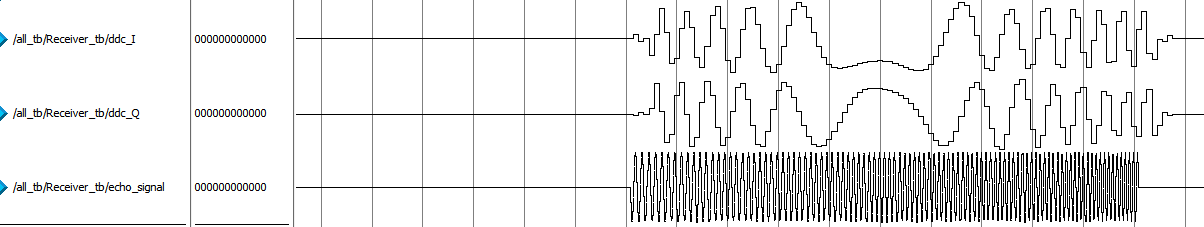 /all_tb/Receiver_tb/ddc_I 000000000000
/all_tb/Receiver_tb/ddc_Q 000000000000
/all_tb/Receiver_tb/echo_signal 000000000000